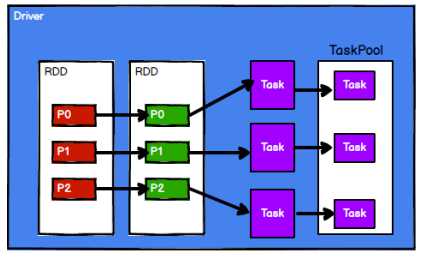 Driver
TaskPool
RDD
RDD
Task
Task
P0
P0
P1
P1
Task
Task
P2
P2
Task
Task